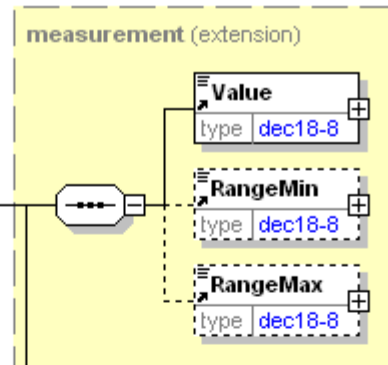 measurement (extension)
Value
type dec18-8
RangeMin
type dec18-8
RangeMax
type dec18-8